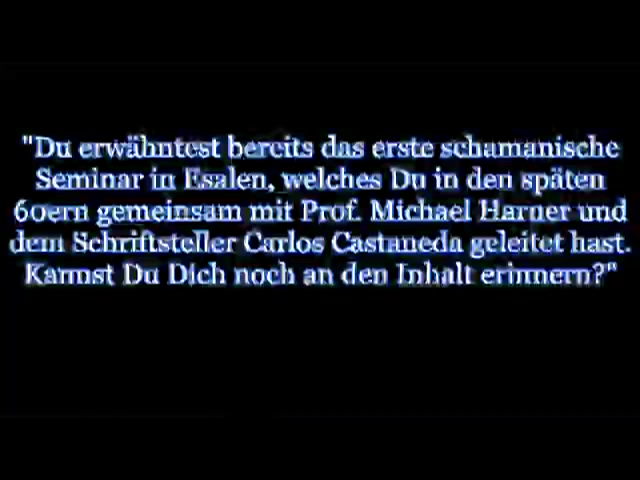 "Du erwähntest bereits das erste schamanische
Seminar in Esalen, welches Du in den späten
60ern gemeinsam mit Prof. Michael Harner und
dem Schriftsteller Carlos Castaneda geleitet hast.
Kannst Du Dich noch an den Inhalt erinnern?"